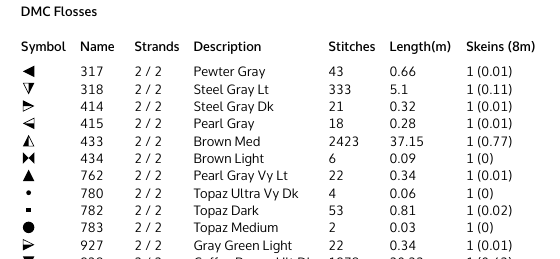 DMC Flosses
Symbol Name Strands Description Stitches Length(m) Skeins (8m)
317 2 / 2 Pewter Gray 43 0.66 1 (0.01)
318 2 / 2 Steel Gray Lt 333 5.1 1 (0.11)
414 2 / 2 Steel Gray Dk 21 0.32 1 (0.01)
415 2 / 2 Pearl Gray 18 0.28 1 (0.01)
433 2 / 2 Brown Med 2423 37.15 1 (0.77)
434 2 / 2 Brown Light 6 0.09 1 (0)
762 2 / 2 Pearl Gray Vy Lt 22 0.34 1 (0.01)
780 2 / 2 Topaz Ultra Vy Dk 4 0.06 1 (0)
782 2 / 2 Topaz Dark 53 0.81 1 (0.02)
783 2 / 2 Topaz Medium 2 0.03 1 (0)
927 2 / 2 Gray Green Light 22 0.34 1 (0.01)